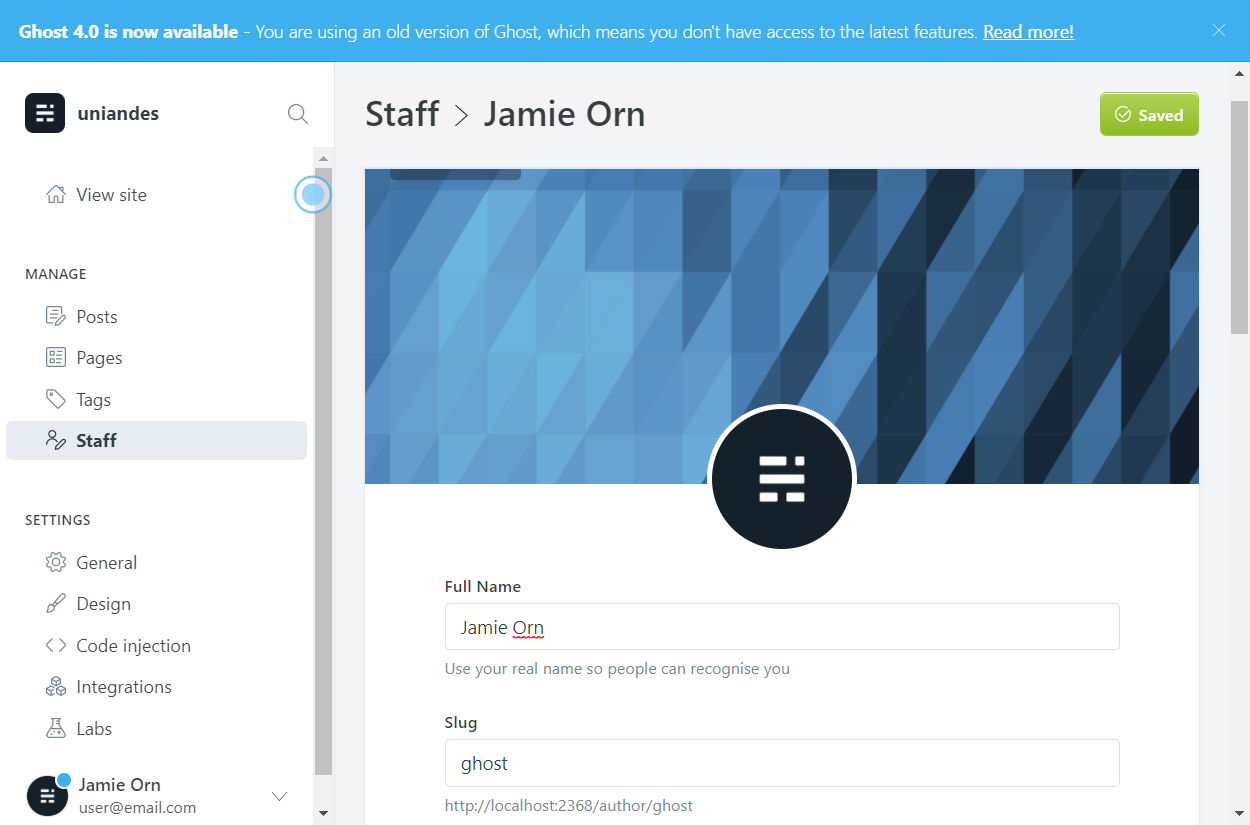 Ghost 4.0 is now available - You are using an old version of Ghost, which means you don't have access to the latest features. Read more!
uniandes
View site
MANAGE
Posts
Pages
Tags
Staff
SETTINGS
General
Design
Code injection
Integrations
Labs
Jamie Orn
user@email.com
Staff > Jamie Orn
Saved
Full Name
Jamie Orn
Use your real name so people can recognise you
Slug
ghost
http://localhost:2368/author/ghost